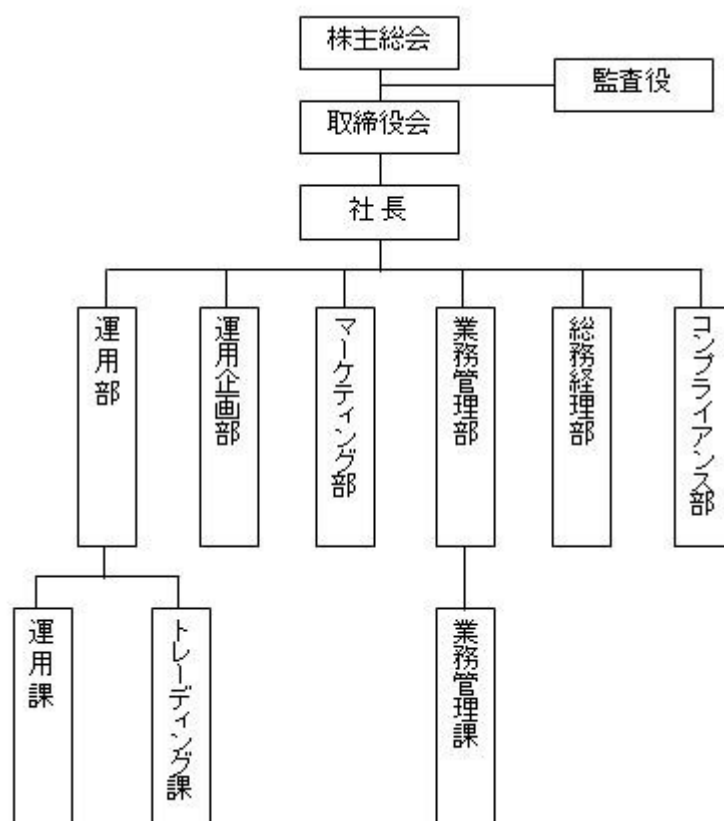 株主総会
監査役
取締役会
社長
運用部
運用企画部
マーケティング部
業務管理部
総務経理部
コンプライアンス部
運用課
トレーディング課
業務管理課